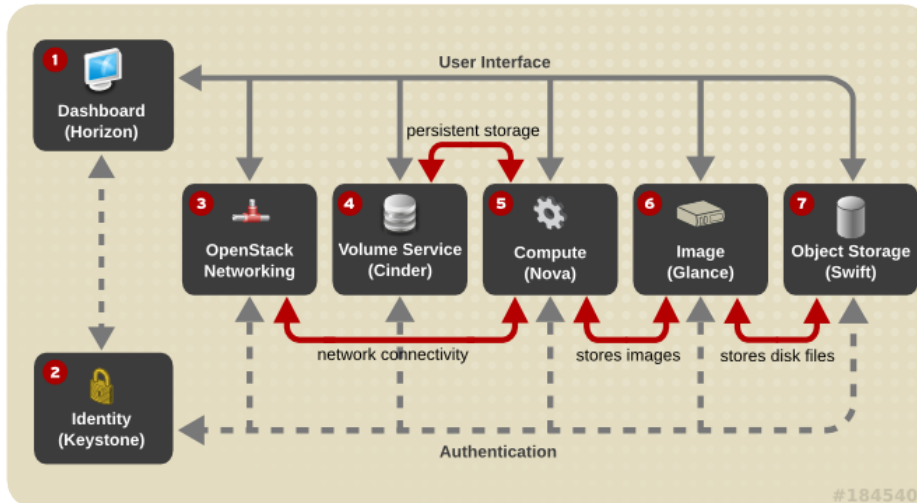 1
Dashboard
(Horizon)
User Interface
persistent storage
3
OpenStack
Networking
4
Volume Service
(Cinder)
5
Compute
(Nova)
6
Image
(Glance)
7
Object Storage
(Swift)
network connectivity
stores images
stores disk files
2
Identity
(Keystone)
Authentication
#184540